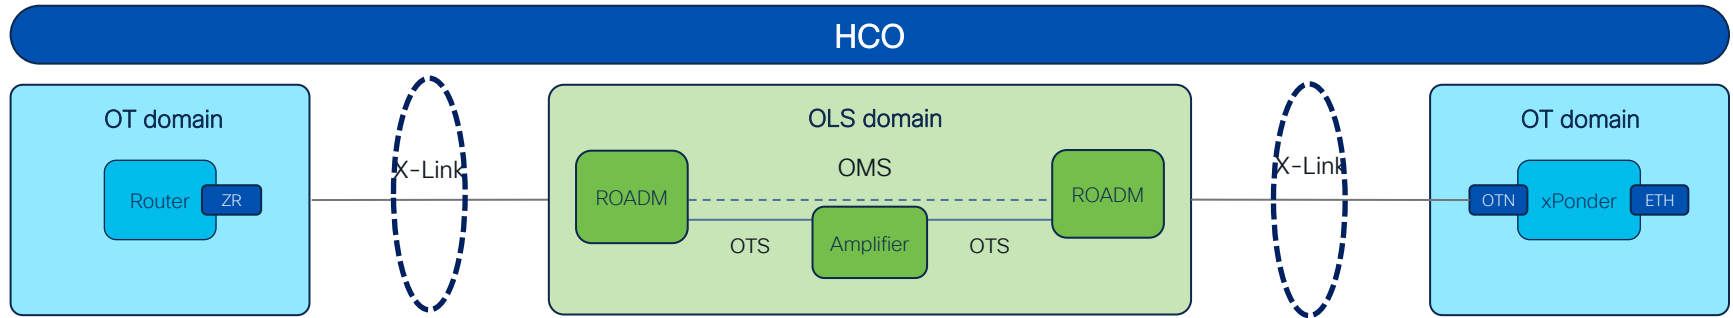 HCO
OT domain
Router
ZR
X-Link
OLS domain
ROADM
OMS
ROADM
OTS
Amplifier
OTS
X-Link
OT domain
OTN
xPonder
ETH